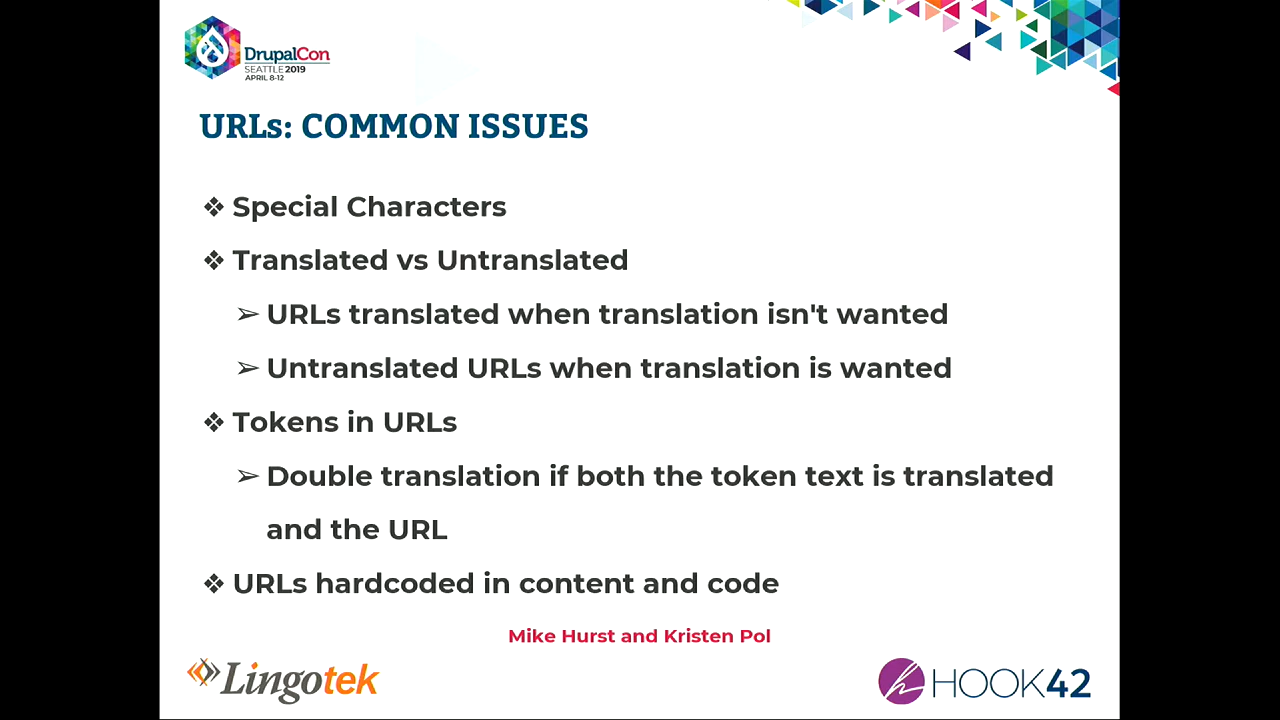 DrupalCon
SEATTLE 2019
APRIL 8-12
URLs: COMMON ISSUES
❖ Special Characters
❖ Translated vs Untranslated
➢ URLs translated when translation isn't wanted
➢ Untranslated URLs when translation is wanted
❖ Tokens in URLs
➢ Double translation if both the token text is translated
and the URL
❖ URLs hardcoded in content and code
Mike Hurst and Kristen Pol
Lingotek
HOOK42